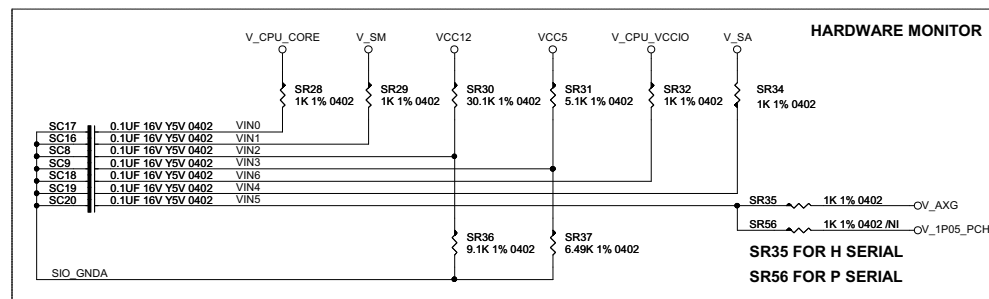 HARDWARE MONITOR
V_CPU_CORE V_SM VCC12 VCC5 V_CPU_VCCIO V_SA
SR28 SR29 SR30 SR31 SR32 SR34
1K 1% 0402 1K 1% 0402 30.1K 1% 0402 5.1K 1% 0402 1K 1% 0402 1K 1% 0402
SC17 0.1UF 16V Y5V 0402 VIN0
SC16 0.1UF 16V Y5V 0402 VIN1
SC8 0.1UF 16V Y5V 0402 VIN2
SC9 0.1UF 16V Y5V 0402 VIN3
SC18 0.1UF 16V Y5V 0402 VIN6
SC19 0.1UF 16V Y5V 0402 VIN4
SC20 0.1UF 16V Y5V 0402 VIN5
SR35 1K 1% 0402 V_AXG
SR56 1K 1% 0402 /NI V_1P05_PCH
SR36 SR37
9.1K 1% 0402 6.49K 1% 0402
SR35 FOR H SERIAL
SIO_GNDA
SR56 FOR P SERIAL